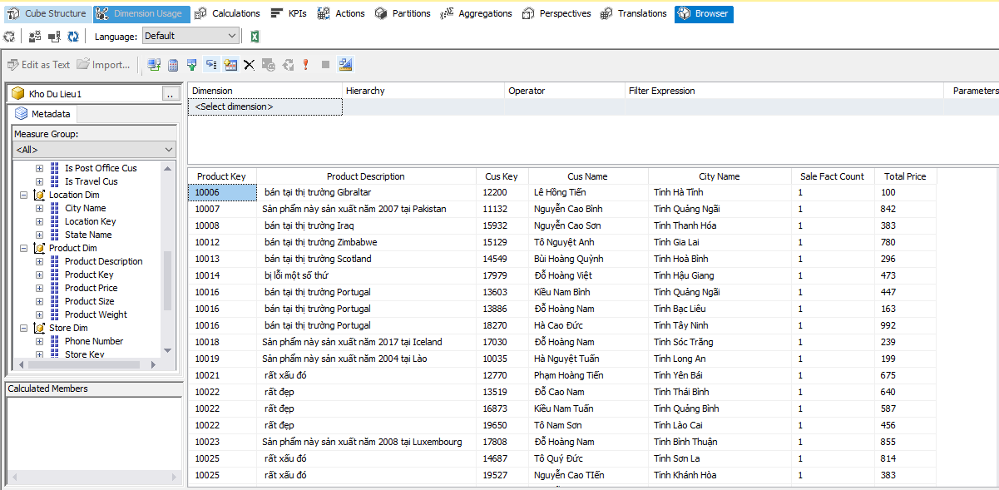 Cube Structure Dimension Usage Calculations KPIs Actions Partitions Aggregations Perspectives Translations Browser
Language: Default
Edit as Text Import...
Kho Du Lieu1 ..
Metadata
Measure Group:
<All>
Is Post Office Cus
Is Travel Cus
Location Dim
City Name
Location Key
State Name
Product Dim
Product Description
Product Key
Product Price
Product Size
Product Weight
Store Dim
Phone Number
Store Key
Calculated Members
Dimension Hierarchy Operator Filter Expression Parameters
<Select dimension>
Product Key Product Description Cus Key Cus Name City Name Sale Fact Count Total Price
10006 bán tại thị trường Gibraltar 12200 Lê Hồng Tiến Tỉnh Hà Tĩnh 1 100
10007 Sản phẩm này sản xuất năm 2007 tại Pakistan 11132 Nguyễn Cao Bình Tỉnh Quảng Ngãi 1 842
10008 bán tại thị trường Iraq 15932 Nguyễn Cao Sơn Tỉnh Thanh Hóa 1 383
10012 bán tại thị trường Zimbabwe 15129 Tô Nguyệt Anh Tỉnh Gia Lai 1 780
10013 bán tại thị trường Scotland 14549 Bùi Hoàng Quỳnh Tỉnh Hoà Bình 1 296
10014 bị lỗi một số thứ 17979 Đỗ Hoàng Việt Tỉnh Hậu Giang 1 473
10016 bán tại thị trường Portugal 13603 Kiều Nam Bình Tỉnh Quảng Ngãi 1 447
10016 bán tại thị trường Portugal 13886 Đỗ Hoàng Nam Tỉnh Bạc Liêu 1 163
10016 bán tại thị trường Portugal 18270 Hà Cao Đức Tỉnh Tây Ninh 1 992
10018 Sản phẩm này sản xuất năm 2017 tại Iceland 17030 Đỗ Hoàng Nam Tỉnh Sóc Trăng 1 239
10019 Sản phẩm này sản xuất năm 2004 tại Lào 10035 Hà Nguyệt Tuấn Tỉnh Long An 1 199
10021 rất xấu đó 12770 Phạm Hoàng Tiến Tỉnh Yên Bái 1 675
10022 rất đẹp 13519 Đỗ Cao Nam Tỉnh Thái Bình 1 640
10022 rất đẹp 16873 Kiều Nam Tuấn Tỉnh Quảng Bình 1 587
10022 rất đẹp 19650 Tô Nam Sơn Tỉnh Lào Cai 1 456
10023 Sản phẩm này sản xuất năm 2008 tại Luxembourg 17808 Đỗ Hoàng Nam Tỉnh Bình Thuận 1 855
10025 rất xấu đó 14687 Tô Quý Đức Tỉnh Sơn La 1 814
10025 rất xấu đó 19527 Nguyễn Cao TIến Tỉnh Khánh Hòa 1 383